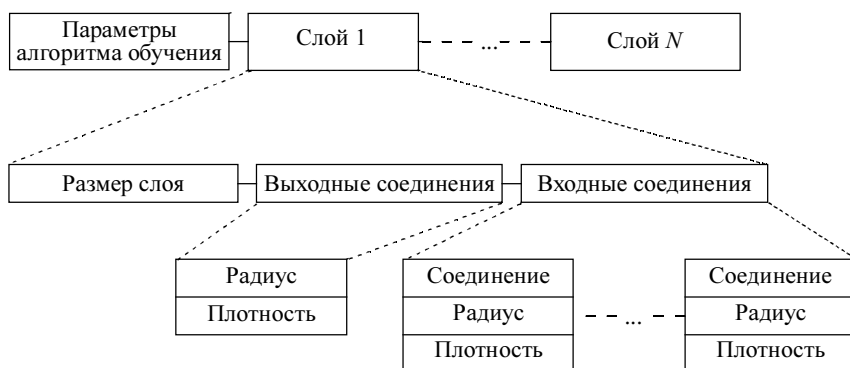 Параметры
алгоритма обучения
Слой 1
...
Слой N
Размер слоя
Выходные соединения
Входные соединения
Радиус
Плотность
Соединение
Радиус
Плотность
...
Соединение
Радиус
Плотность